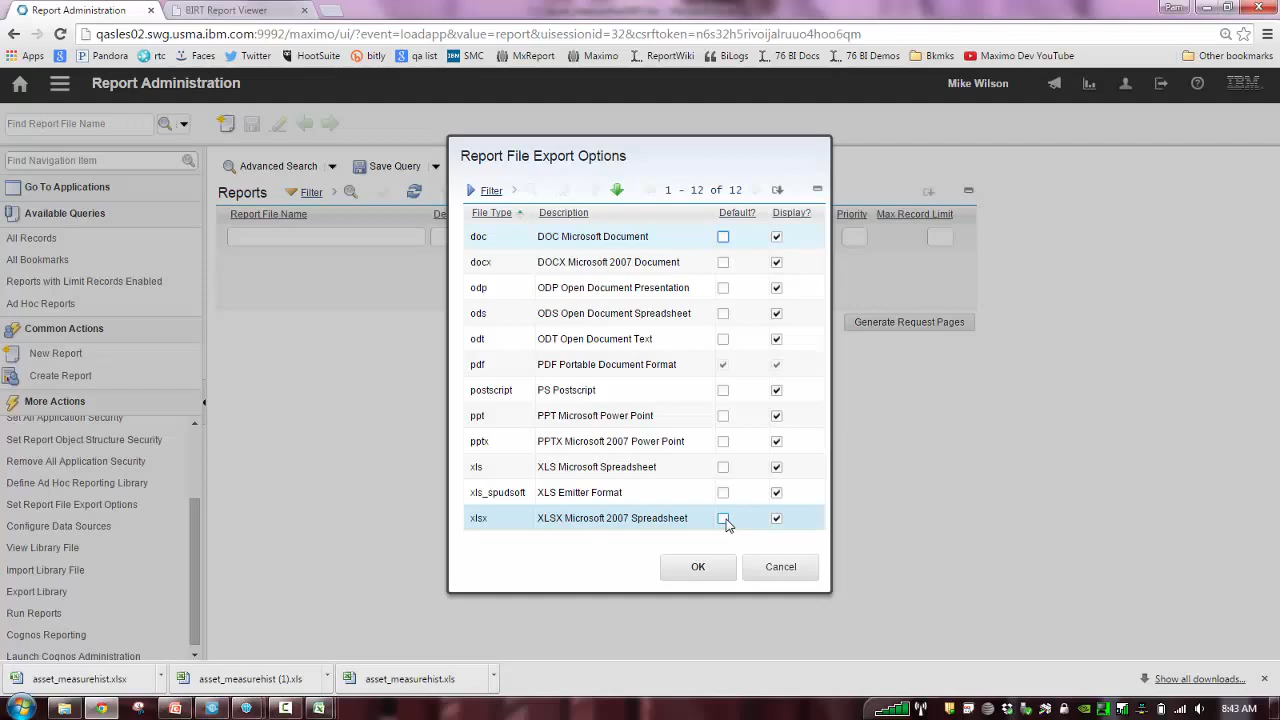 Report Administration
BIRT Report Viewer
Pam
qasles02.swg.usma.ibm.com:9992/maximo/ui/?event=loadapp&value=report&uisessionid=32&csrftoken=n6s32h5rivoijalruuo4hoo6qm
Apps Pandora rtc Faces Twitter HootSuite bitly qa list SMC MxReport Maximo ReportWiki BiLogs 76 BI Docs 76 BI Demos Bkmks Maximo Dev YouTube Other bookmarks
Report Administration
Mike Wilson
IBM
Find Report File Name
Find Navigation Item
Go To Applications
Available Queries
All Records
All Bookmarks
Reports with Limit Records Enabled
Ad Hoc Reports
Common Actions
New Report
Create Report
More Actions
Set All Application Security
Set Report Object Structure Security
Remove All Application Security
Define Ad Hoc Reporting Library
Set Report File Export Options
Configure Data Sources
View Library File
Import Library File
Export Library
Run Reports
Cognos Reporting
Launch Cognos Administration
Advanced Search
Save Query
Reports
Filter
Report File Name
De
Priority
Max Record Limit
Generate Request Pages
Report File Export Options
Filter
1 - 12 of 12
File Type Description Default? Display?
doc DOC Microsoft Document
docx DOCX Microsoft 2007 Document
odp ODP Open Document Presentation
ods ODS Open Document Spreadsheet
odt ODT Open Document Text
pdf PDF Portable Document Format
postscript PS Postscript
ppt PPT Microsoft Power Point
pptx PPTX Microsoft 2007 Power Point
xls XLS Microsoft Spreadsheet
xls_spudsoft XLS Emitter Format
xlsx XLSX Microsoft 2007 Spreadsheet
OK
Cancel
asset_measurehist.xlsx
asset_measurehist (1).xls
asset_measurehist.xls
Show all downloads...
8:43 AM